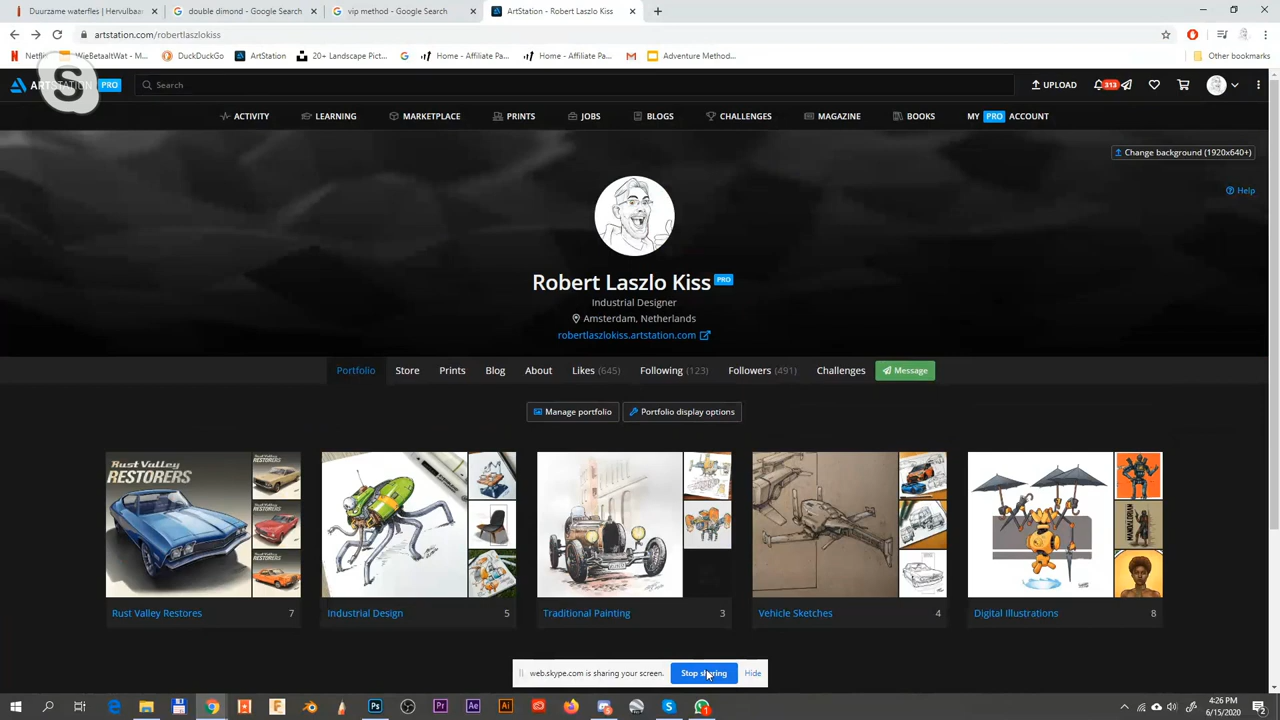 Duurzame waterfles | Hervulbaar
double dimond - Google Search
vip method - Google Search
ArtStation - Robert Laszlo Kiss
artstation.com/robertlaszlokiss
Netfli
WieBetaaltWat - M...
DuckDuckGo
ArtStation
20+ Landscape Pict...
Home - Affiliate Pa...
Home - Affiliate Pa...
Adventure Method...
Other bookmarks
ARTSTATION PRO
Search
UPLOAD
313
ACTIVITY
LEARNING
MARKETPLACE
PRINTS
JOBS
BLOGS
CHALLENGES
MAGAZINE
BOOKS
MY PRO ACCOUNT
Change background (1920x640+)
Help
Robert Laszlo Kiss PRO
Industrial Designer
Amsterdam, Netherlands
robertlaszlokiss.artstation.com
Portfolio
Store
Prints
Blog
About
Likes (645)
Following (123)
Followers (491)
Challenges
Message
Manage portfolio
Portfolio display options
RUST VALLEY
RESTORERS
Rust Valley Restores 7
Industrial Design 5
Traditional Painting 3
Vehicle Sketches 4
Digital Illustrations 8
web.skype.com is sharing your screen.
Stop sharing
Hide
4:26 PM
6/15/2020